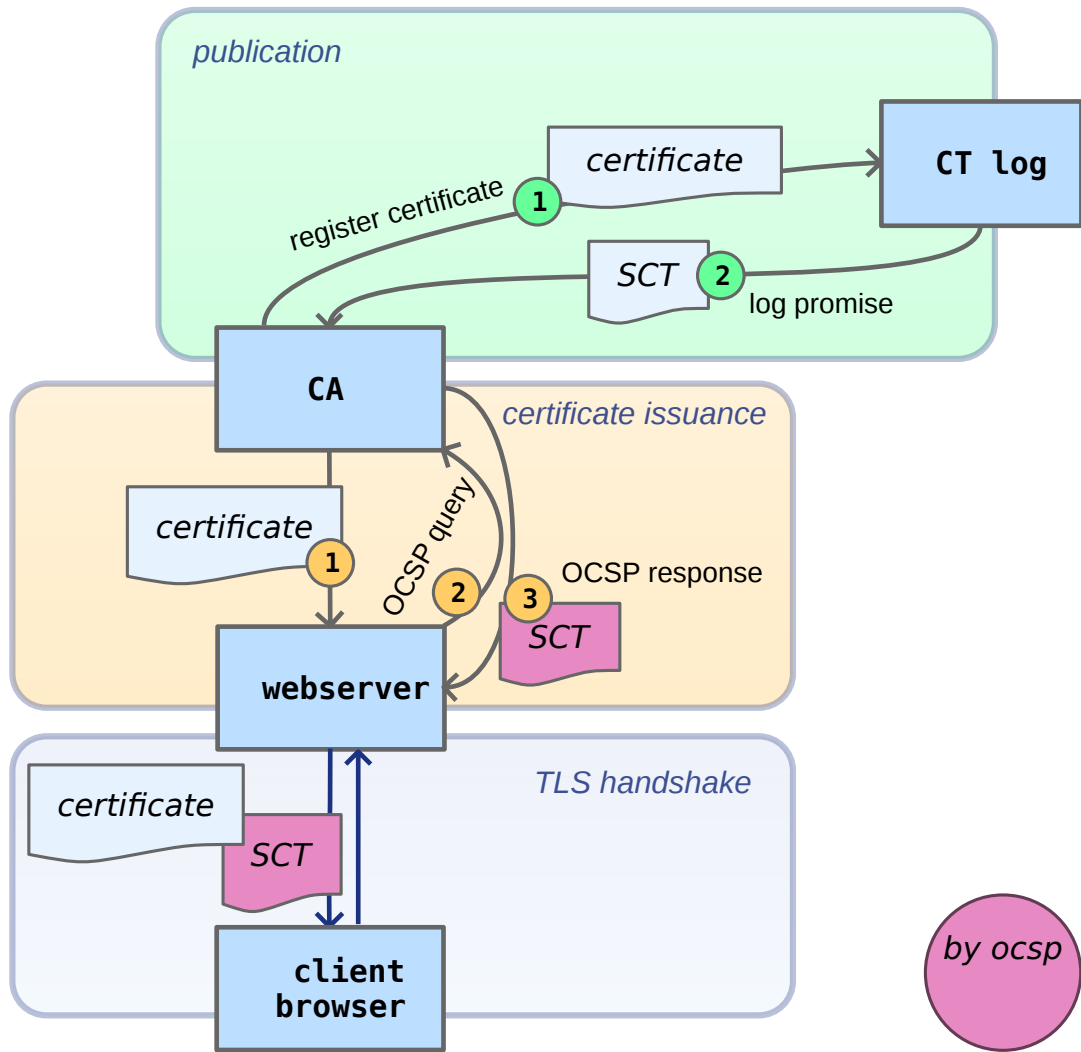 publication
certificate
CT log
register certificate
1
SCT
2
log promise
CA
certificate issuance
certificate
1
OCSP query
2
OCSP response
3
SCT
webserver
TLS handshake
certificate
SCT
client
browser
by ocsp